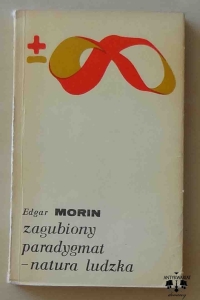 ±
Edgar MORIN
zagubiony
paradygmat
-natura ludzka